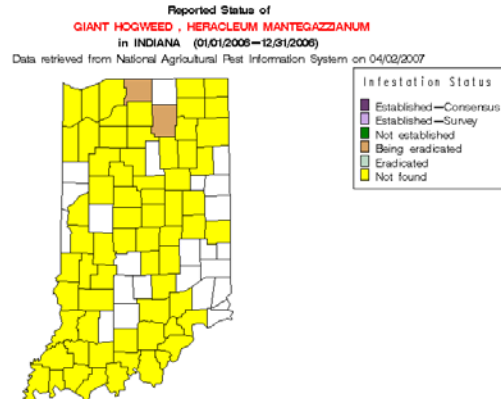 Reported Status of
GIANT HOGWEED , HERACLEUM MANTEGAZZIANUM
in INDIANA (01/01/2006—12/31/2006)
Data retrieved from National Agricultural Pest Information System on 04/02/2007
Infestation Status
Established—Consensus
Established—Survey
Not established
Being eradicated
Eradicated
Not found